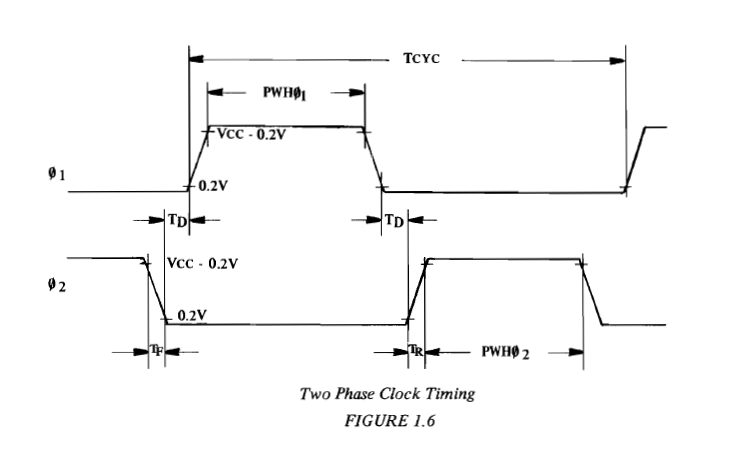 TCYC
PWHØ1
VCC - 0.2V
Ø1
0.2V
TD TD
VCC - 0.2V
Ø2
0.2V
TF TR PWHØ2
Two Phase Clock Timing
FIGURE 1.6